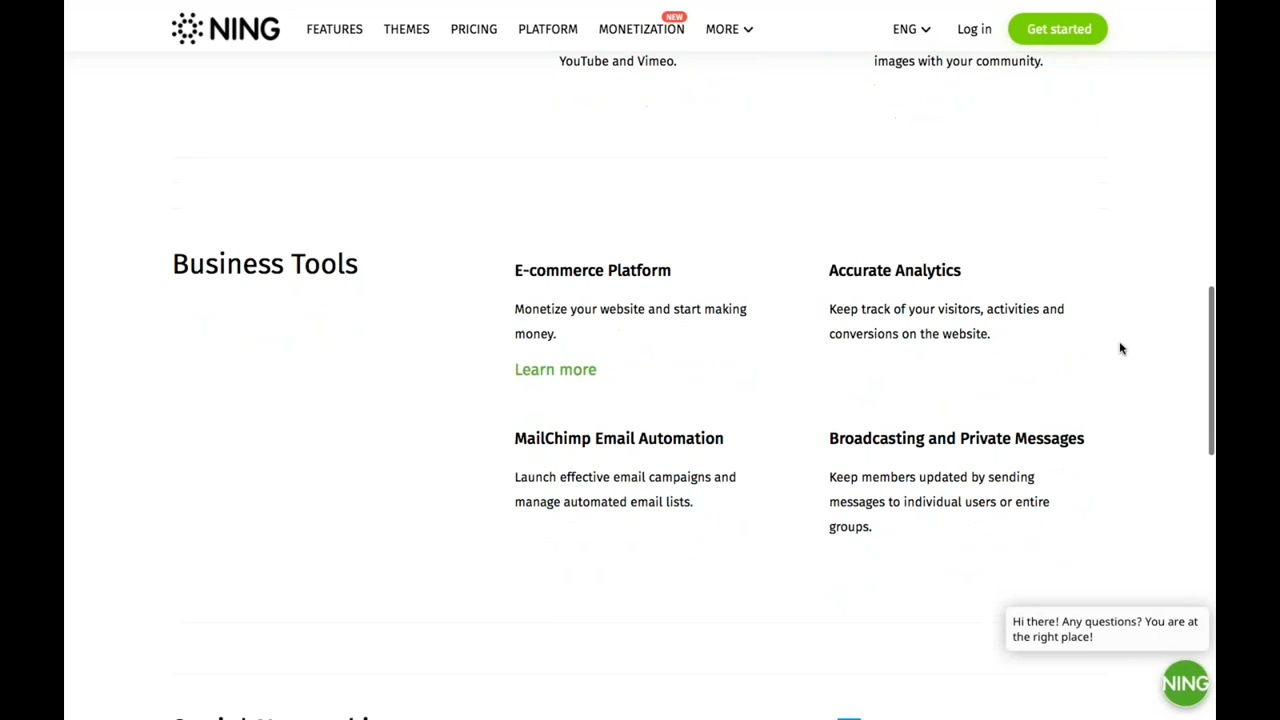 NING FEATURES THEMES PRICING PLATFORM MONETIZATION NEW MORE ENG Log in Get started
YouTube and Vimeo.
images with your community.
Business Tools
E-commerce Platform
Monetize your website and start making
money.
Learn more
Accurate Analytics
Keep track of your visitors, activities and
conversions on the website.
MailChimp Email Automation
Launch effective email campaigns and
manage automated email lists.
Broadcasting and Private Messages
Keep members updated by sending
messages to individual users or entire
groups.
Hi there! Any questions? You are at
the right place!
NING